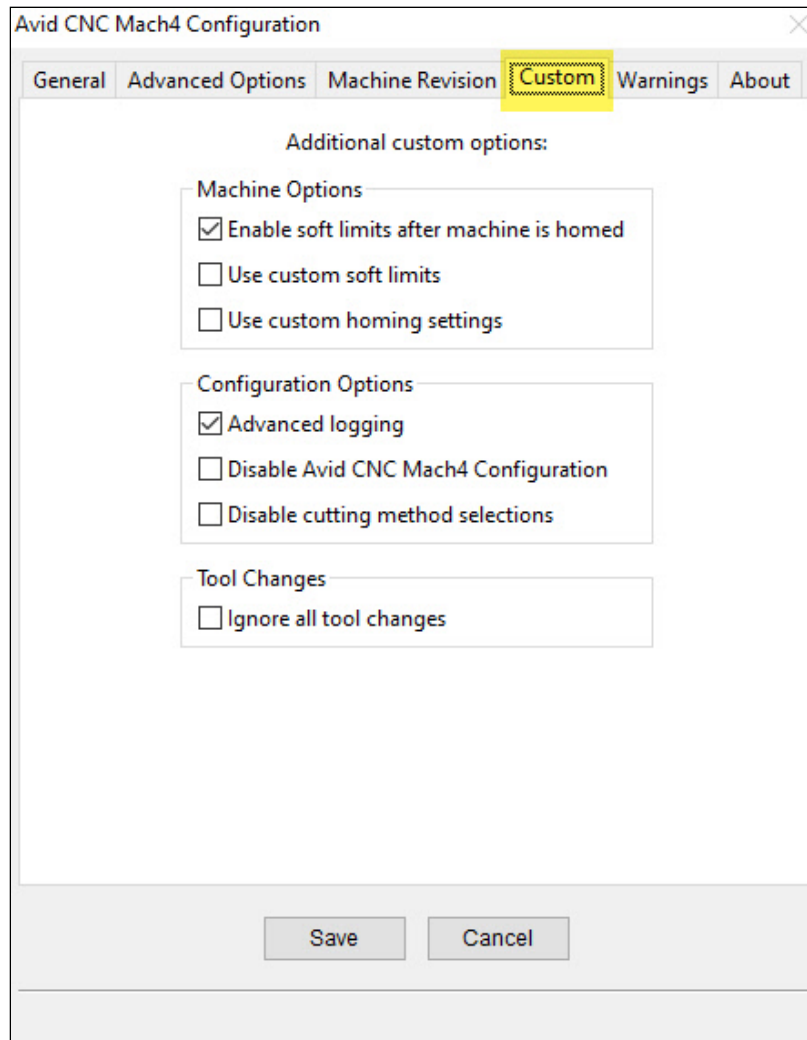 Avid CNC Mach4 Configuration
General Advanced Options Machine Revision Custom Warnings About
Additional custom options:
Machine Options
Enable soft limits after machine is homed
Use custom soft limits
Use custom homing settings
Configuration Options
Advanced logging
Disable Avid CNC Mach4 Configuration
Disable cutting method selections
Tool Changes
Ignore all tool changes
Save Cancel